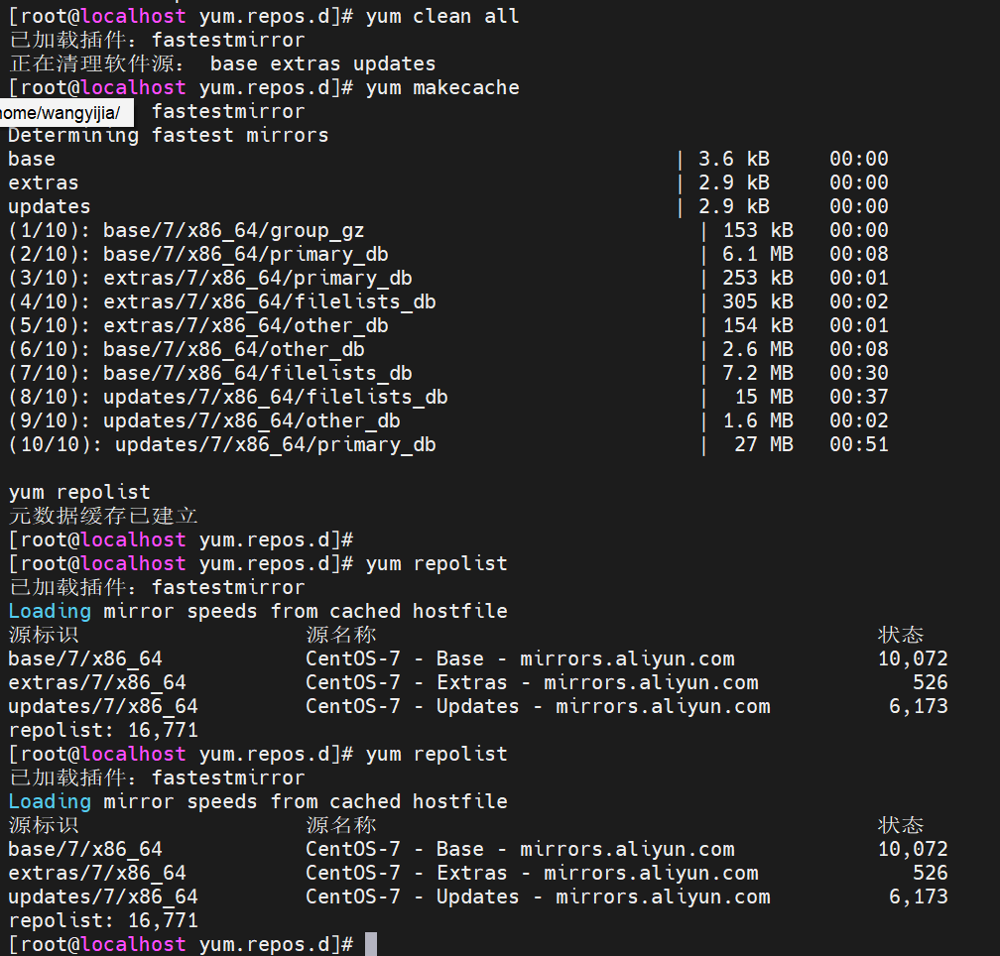 [root@localhost yum.repos.d]# yum clean all
已加载插件：fastestmirror
正在清理软件源： base extras updates
[root@localhost yum.repos.d]# yum makecache
home/wangyijia/ fastestmirror
Determining fastest mirrors
base | 3.6 kB 00:00
extras | 2.9 kB 00:00
updates | 2.9 kB 00:00
(1/10): base/7/x86_64/group_gz | 153 kB 00:00
(2/10): base/7/x86_64/primary_db | 6.1 MB 00:08
(3/10): extras/7/x86_64/primary_db | 253 kB 00:01
(4/10): extras/7/x86_64/filelists_db | 305 kB 00:02
(5/10): extras/7/x86_64/other_db | 154 kB 00:01
(6/10): base/7/x86_64/other_db | 2.6 MB 00:08
(7/10): base/7/x86_64/filelists_db | 7.2 MB 00:30
(8/10): updates/7/x86_64/filelists_db | 15 MB 00:37
(9/10): updates/7/x86_64/other_db | 1.6 MB 00:02
(10/10): updates/7/x86_64/primary_db | 27 MB 00:51
yum repolist
元数据缓存已建立
[root@localhost yum.repos.d]#
[root@localhost yum.repos.d]# yum repolist
已加载插件：fastestmirror
Loading mirror speeds from cached hostfile
源标识 源名称 状态
base/7/x86_64 CentOS-7 - Base - mirrors.aliyun.com 10,072
extras/7/x86_64 CentOS-7 - Extras - mirrors.aliyun.com 526
updates/7/x86_64 CentOS-7 - Updates - mirrors.aliyun.com 6,173
repolist: 16,771
[root@localhost yum.repos.d]# yum repolist
已加载插件：fastestmirror
Loading mirror speeds from cached hostfile
源标识 源名称 状态
base/7/x86_64 CentOS-7 - Base - mirrors.aliyun.com 10,072
extras/7/x86_64 CentOS-7 - Extras - mirrors.aliyun.com 526
updates/7/x86_64 CentOS-7 - Updates - mirrors.aliyun.com 6,173
repolist: 16,771
[root@localhost yum.repos.d]#